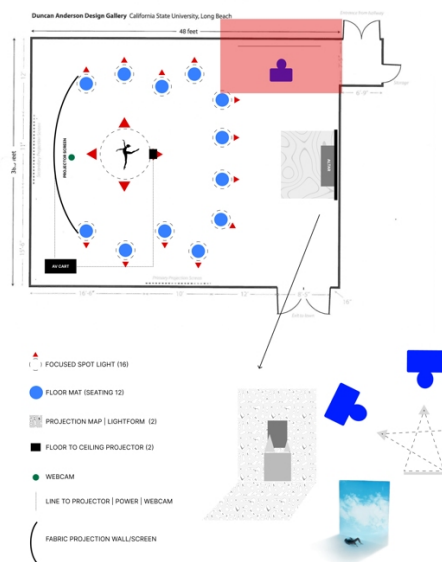 Duncan Anderson Design Gallery California State University, Long Beach
48 feet
PROJECTOR SCREEN
ALTAR
AV CART
12'
FOCUSED SPOT LIGHT (16)
FLOOR MAT (SEATING 12)
PROJECTION MAP | LIGHTFORM (2)
FLOOR TO CEILING PROJECTOR (2)
WEBCAM
LINE TO PROJECTOR | POWER | WEBCAM
FABRIC PROJECTION WALL/SCREEN